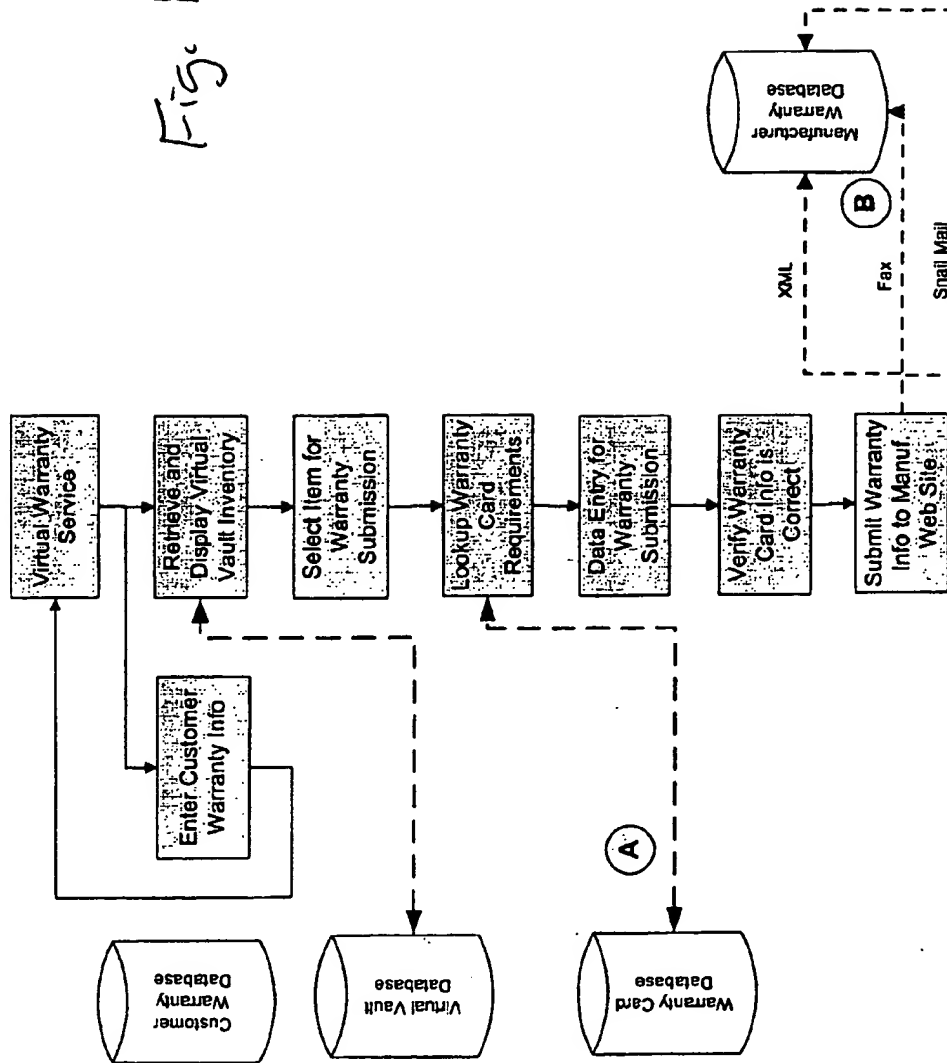 Fig.
Virtual Warranty
Service
Enter Customer
Warranty Info
Retrieve and
Display Virtual
Vault Inventory
Select Item for
Warranty
Submission
Lookup Warranty
Card
Requirements
Data Entry for
Warranty
Submission
Verify Warranty
Card Info is
Correct
Submit Warranty
Info to Manuf.
Web Site
Customer
Warranty
Database
Virtual Vault
Database
Warranty Card
Database
A
Manufacturer
Warranty
Database
B
XML
Fax
Snail Mail